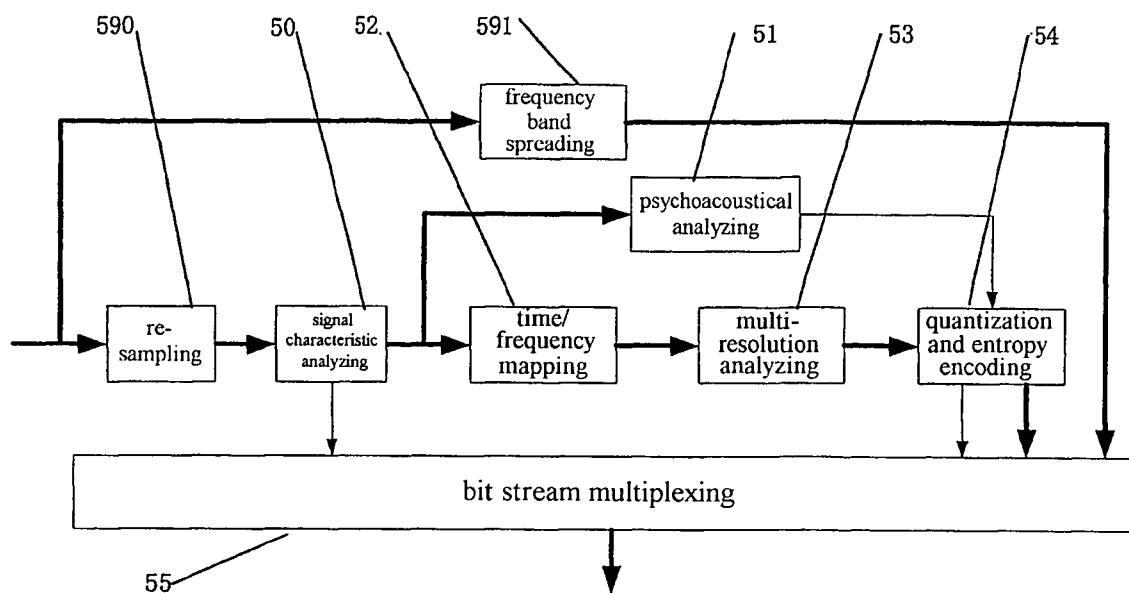 590
50
52
591
51
53
54
frequency
band
spreading
psychoacoustical
analyzing
re-
sampling
signal
characteristic
analyzing
time/
frequency
mapping
multi-
resolution
analyzing
quantization
and entropy
encoding
bit stream multiplexing
55